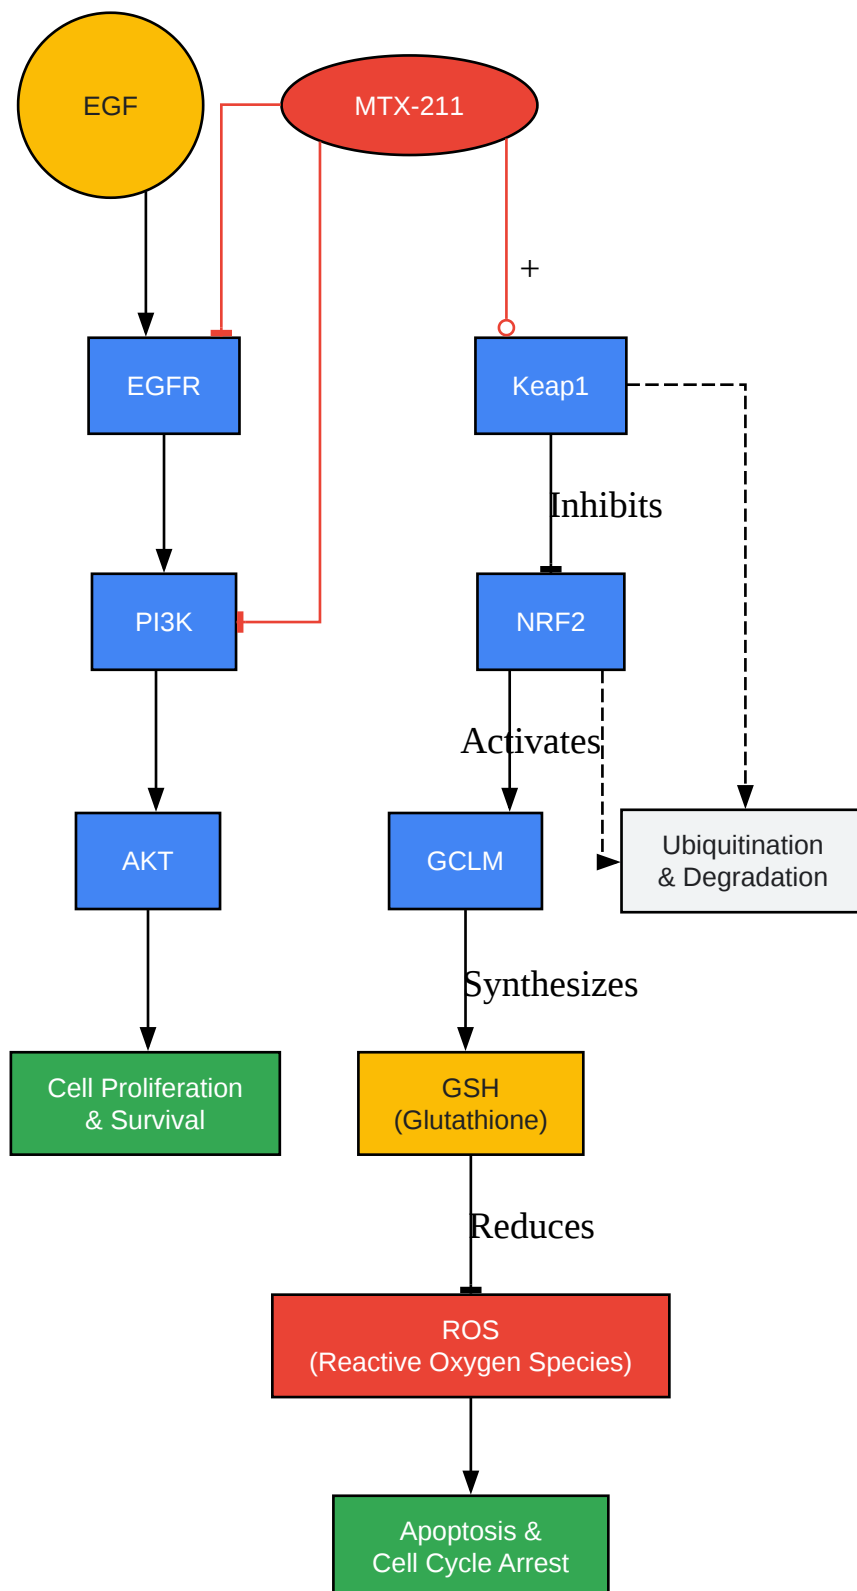 EGF
MTX-211
+
EGFR
Keap1
Inhibits
PI3K
NRF2
Activates
AKT
GCLM
Ubiquitination
& Degradation
Synthesizes
Cell Proliferation
& Survival
GSH
(Glutathione)
Reduces
ROS
(Reactive Oxygen Species)
Apoptosis &
Cell Cycle Arrest